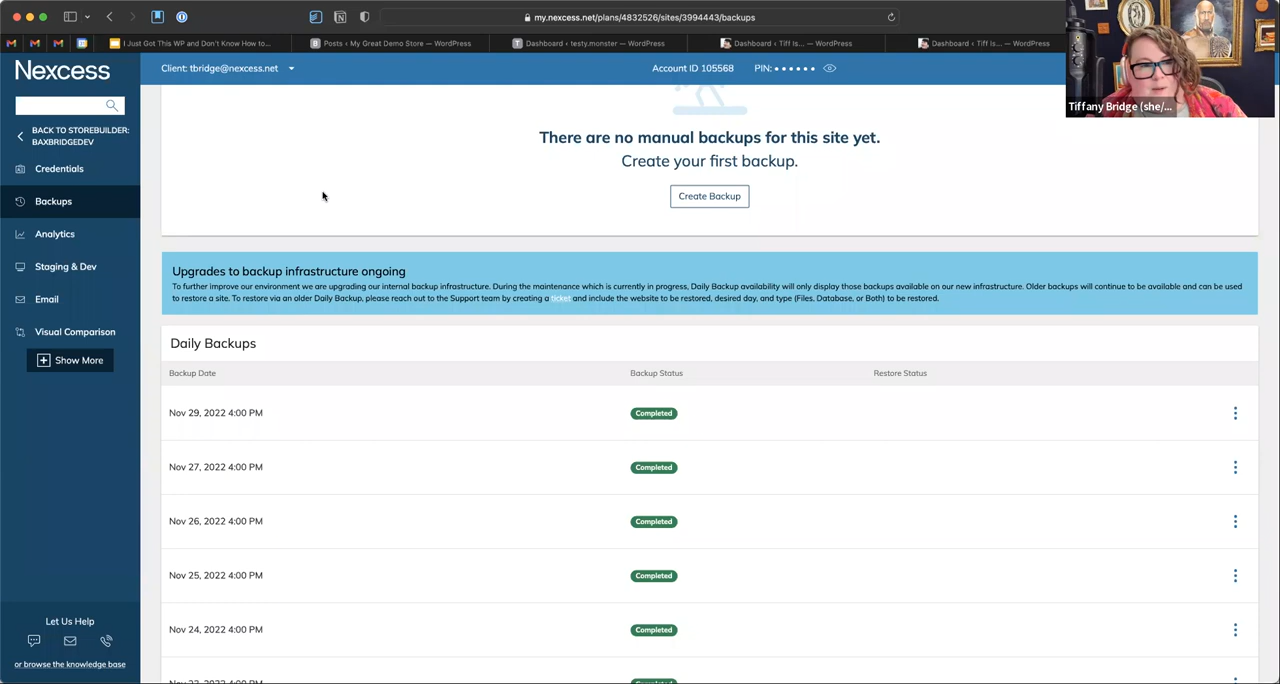 my.nexcess.net/plans/4832526/sites/3994443/backups
I Just Got This WP and Don't Know How to...
Posts ‹ My Great Demo Store — WordPress
Dashboard ‹ testy.monster — WordPress
Dashboard ‹ Tiff Is... — WordPress
Dashboard ‹ Tiff Is... — WordPress
Nexcess
Client: tbridge@nexcess.net
Account ID 105568
PIN: • • • • • •
Tiffany Bridge (she/...
BACK TO STOREBUILDER:
BAXBRIDGEDEV
Credentials
Backups
Analytics
Staging & Dev
Email
Visual Comparison
Show More
Let Us Help
or browse the knowledge base
There are no manual backups for this site yet.
Create your first backup.
Create Backup
Upgrades to backup infrastructure ongoing
To further improve our environment we are upgrading our internal backup infrastructure. During the maintenance which is currently in progress, Daily Backup availability will only display those backups available on our new infrastructure. Older backups will continue to be available and can be used
to restore a site. To restore via an older Daily Backup, please reach out to the Support team by creating a ticket and include the website to be restored, desired day, and type (Files, Database, or Both) to be restored.
Daily Backups
Backup Date Backup Status Restore Status
Nov 29, 2022 4:00 PM Completed
Nov 27, 2022 4:00 PM Completed
Nov 26, 2022 4:00 PM Completed
Nov 25, 2022 4:00 PM Completed
Nov 24, 2022 4:00 PM Completed